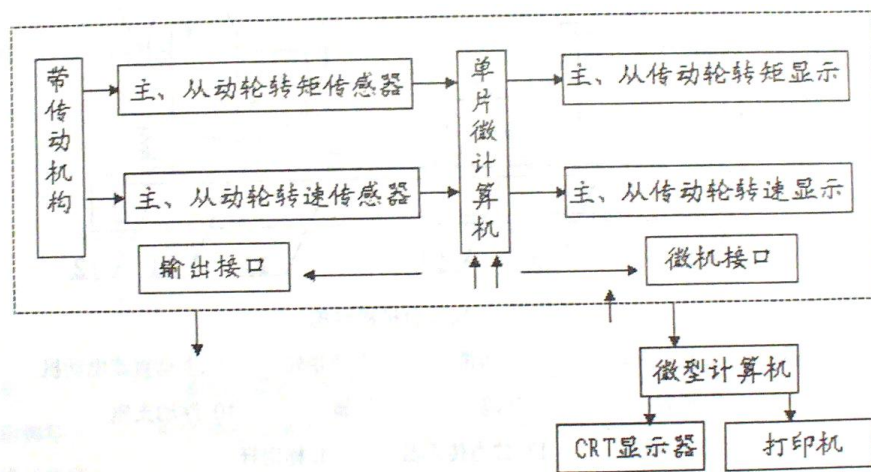 带传动机构
主、从动轮转矩传感器
单片微计算机
主、从传动轮转矩显示
主、从动轮转速传感器
主、从传动轮转速显示
输出接口
微机接口
微型计算机
CRT显示器
打印机